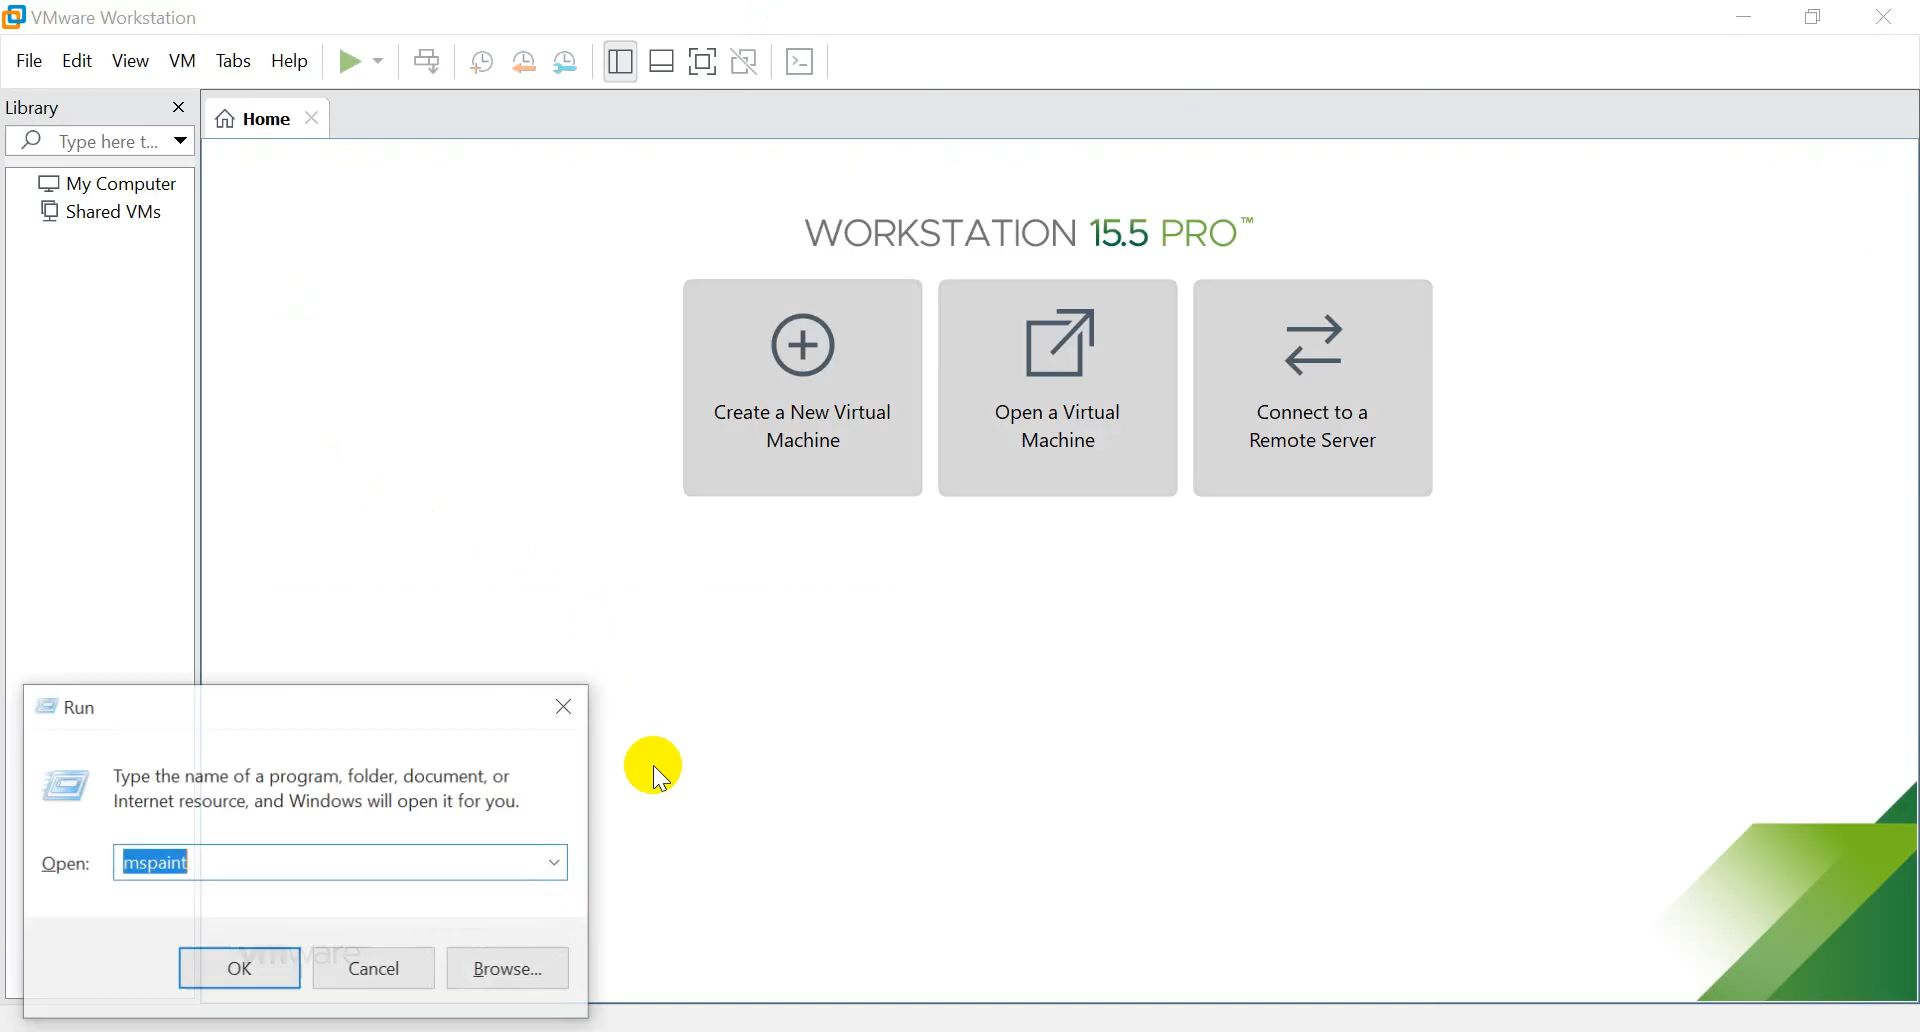 VMware Workstation
File Edit View VM Tabs Help
Library
Home
Type here t...
My Computer
Shared VMs
WORKSTATION 15.5 PRO™
Create a New Virtual
Machine
Open a Virtual
Machine
Connect to a
Remote Server
Run
Type the name of a program, folder, document, or
Internet resource, and Windows will open it for you.
Open: mspaint
vmware
OK Cancel Browse...